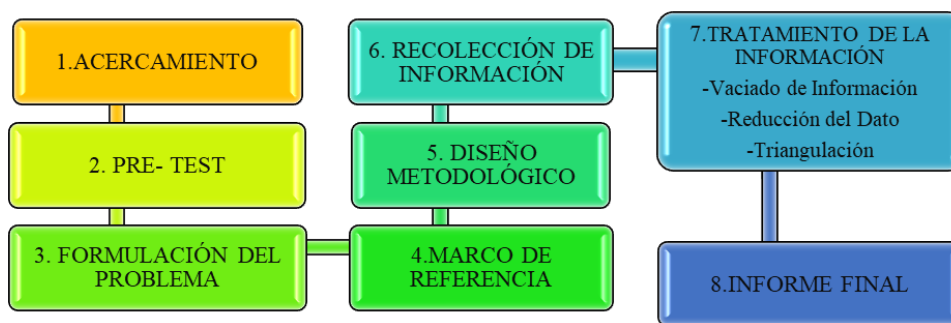 1.ACERCAMIENTO
2. PRE- TEST
3. FORMULACIÓN DEL
PROBLEMA
4.MARCO DE
REFERENCIA
5. DISEÑO
METODOLÓGICO
6. RECOLECCIÓN DE
INFORMACIÓN
7.TRATAMIENTO DE LA
INFORMACIÓN
-Vaciado de Información
-Reducción del Dato
-Triangulación
8.INFORME FINAL